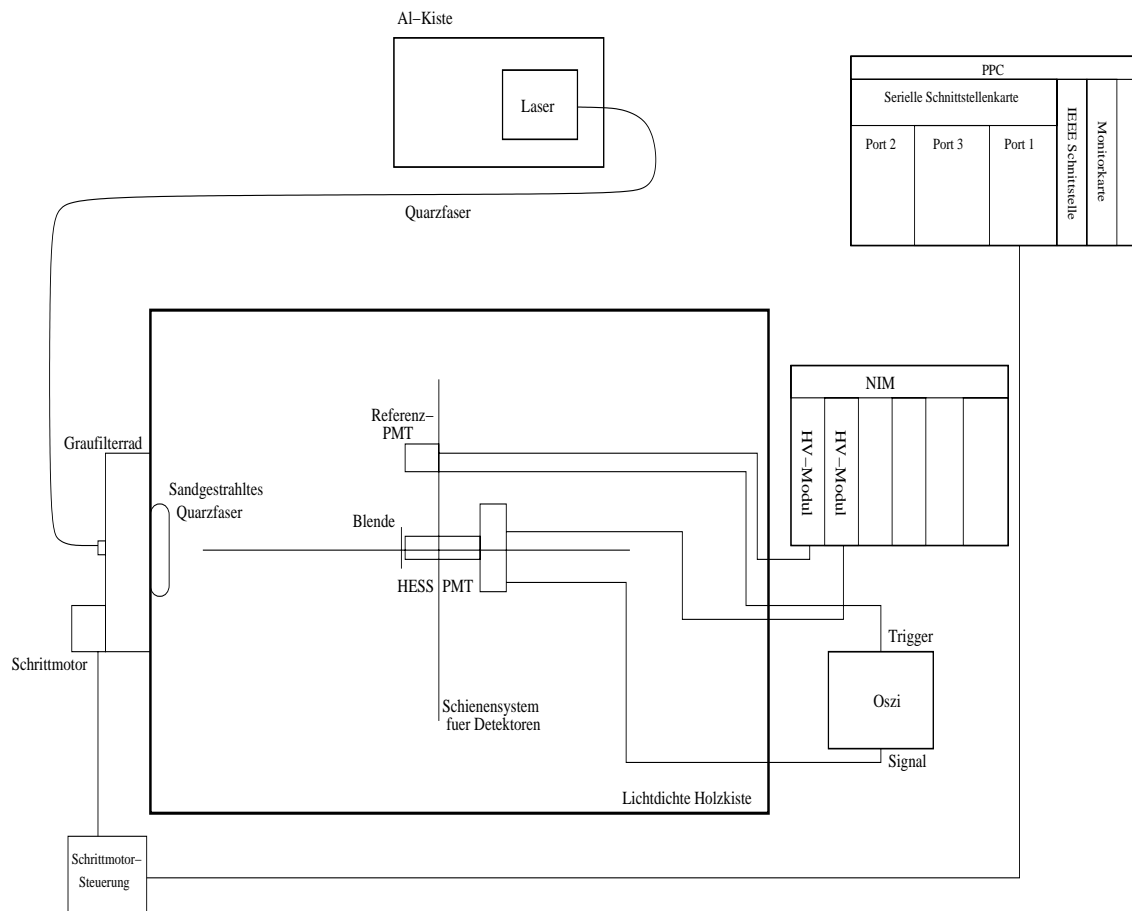 Al−Kiste
Laser
Quarzfaser
PPC
Serielle Schnittstellenkarte
Port 2
Port 3
Port 1
IEEE Schnittstelle
Monitorkarte
NIM
HV−Modul
HV−Modul
Graufilterrad
Sandgestrahltes
Quarzfaser
Referenz−
PMT
Blende
HESS PMT
Schrittmotor
Schienensystem
fuer Detektoren
Trigger
Oszi
Signal
Lichtdichte Holzkiste
Schrittmotor−
Steuerung